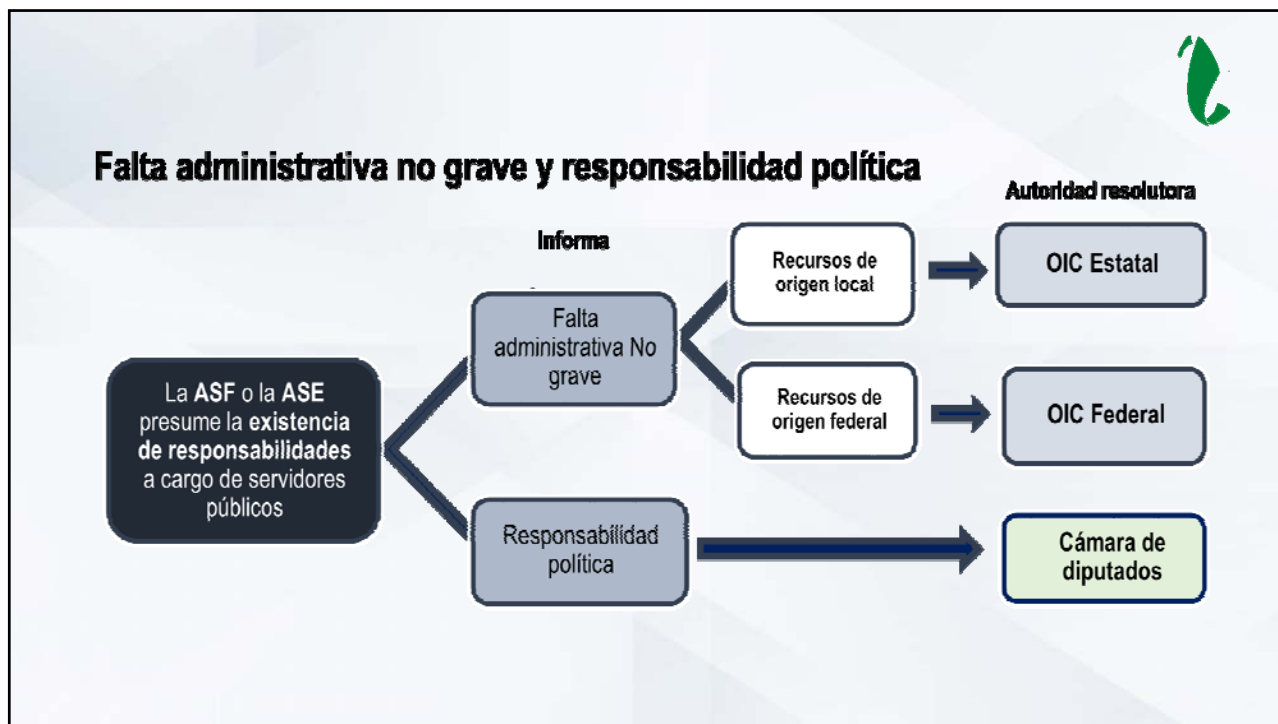 Falta administrativa no grave y responsabilidad política
Autoridad resolutora
Informa
Recursos de
origen local
OIC Estatal
Falta
administrativa No
grave
La ASF o la ASE
presume la existencia
de responsabilidades
a cargo de servidores
públicos
Recursos de
origen federal
OIC Federal
Responsabilidad
política
Cámara de
diputados